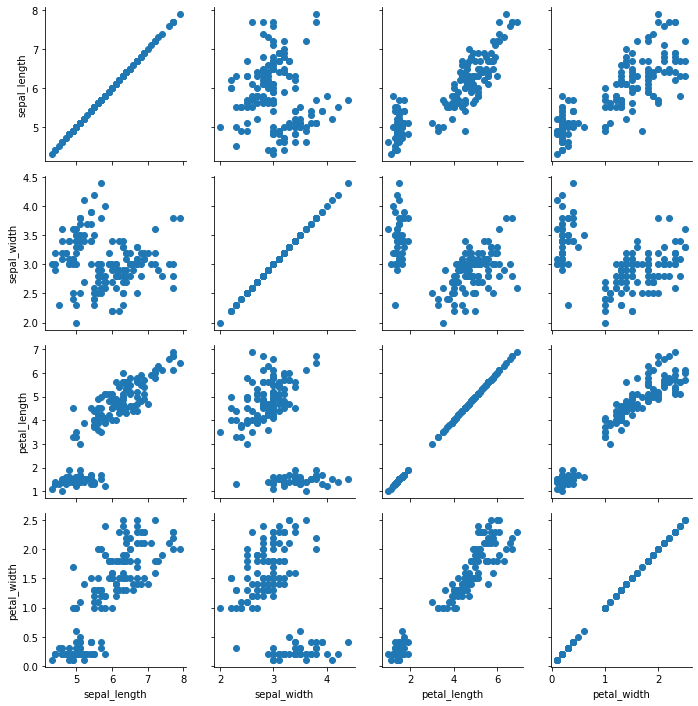 8
7
6
5
sepal_length
4.5
4.0
3.5
3.0
2.5
2.0
sepal_width
7
6
5
4
3
2
1
petal_length
2.5
2.0
1.5
1.0
0.5
0.0
petal_width
5 6 7 8
sepal_length
2 3 4
sepal_width
2 4 6
petal_length
0 1 2
petal_width